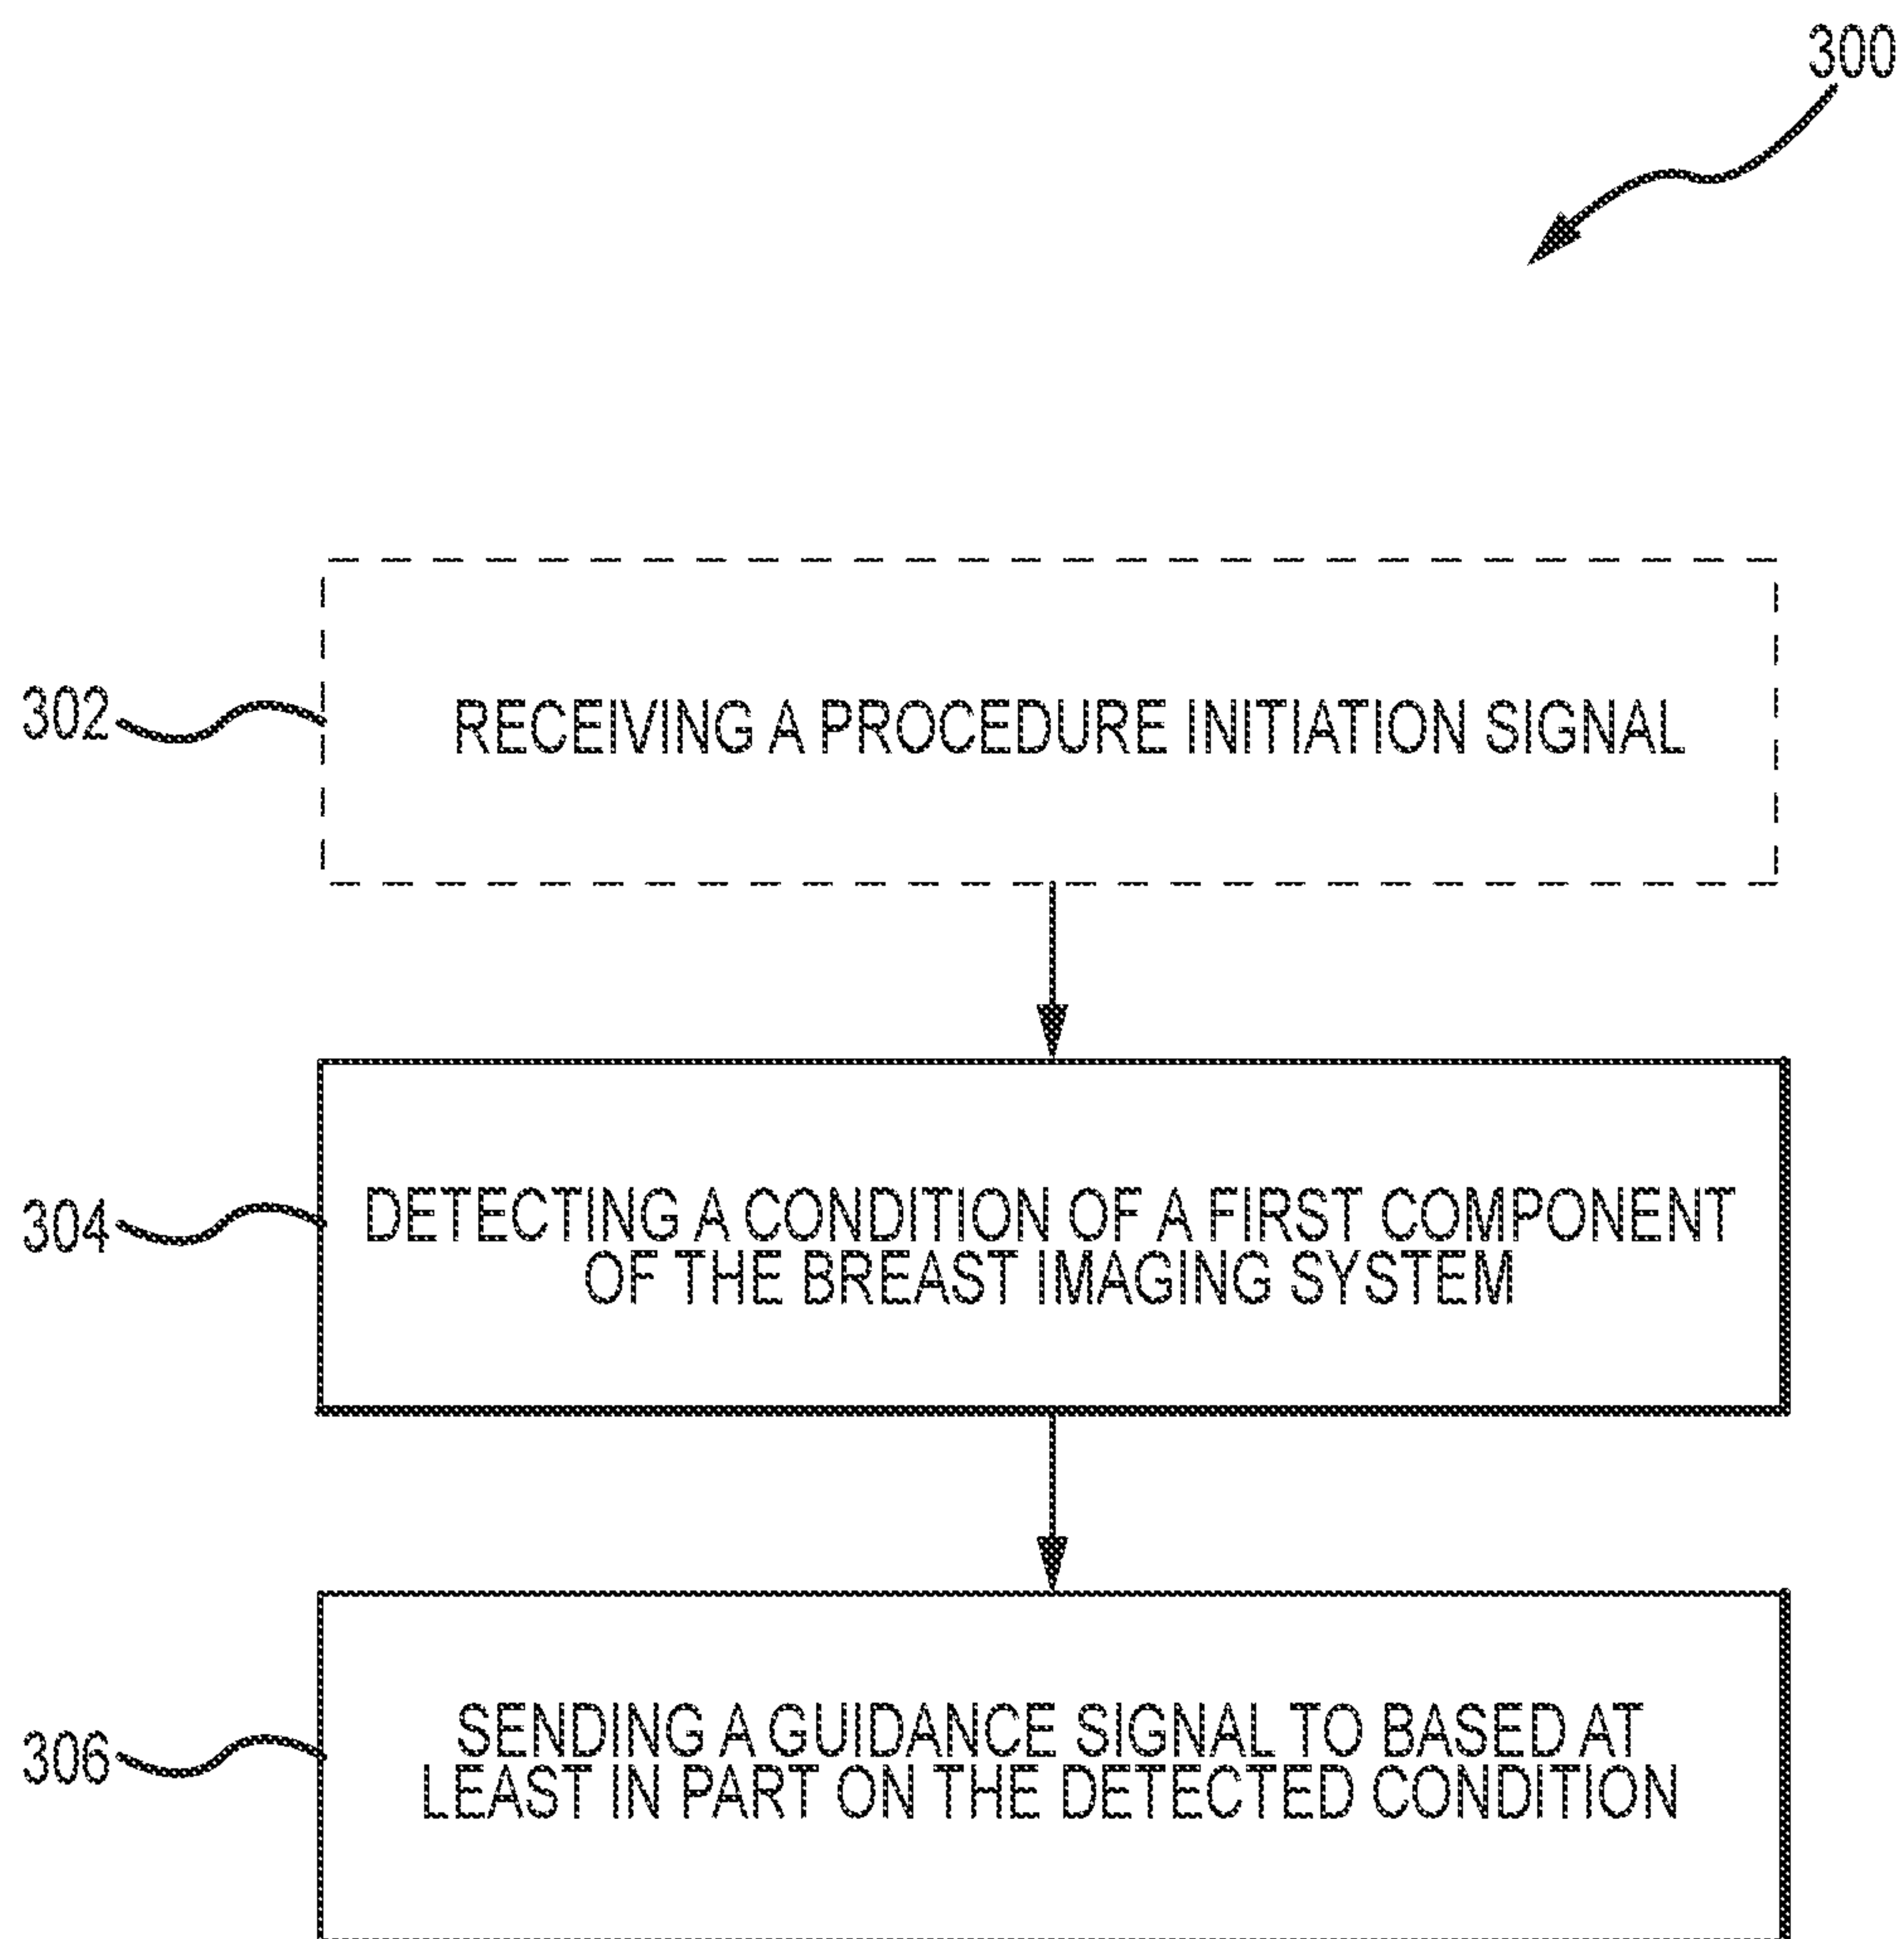 300
302
RECEIVING A PROCEDURE INITIATION SIGNAL
304
DETECTING A CONDITION OF A FIRST COMPONENT
OF THE BREAST IMAGING SYSTEM
306
SENDING A GUIDANCE SIGNAL TO BASED AT
LEAST IN PART ON THE DETECTED CONDITION